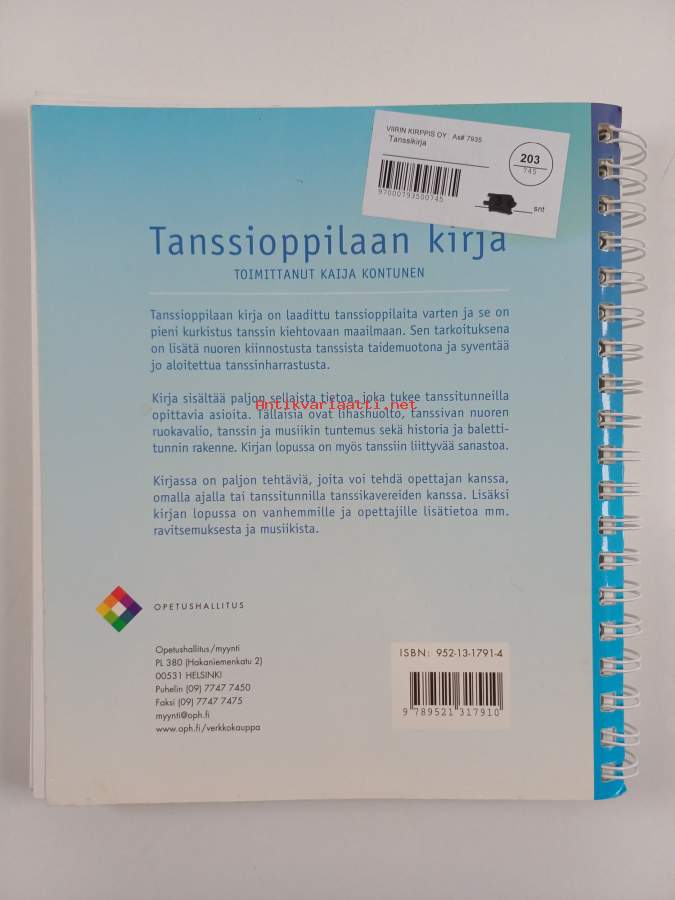 VIIRIN KIRPPIS OY As# 7935
Tanssikirja
203
745
97000793500745
snt
Tanssioppilaan kirja
TOIMITTANUT KAIJA KONTUNEN
Tanssioppilaan kirja on laadittu tanssioppilaita varten ja se on
pieni kurkistus tanssin kiehtovaan maailmaan. Sen tarkoituksena
on lisätä nuoren kiinnostusta tanssista taidemuotona ja syventää
jo aloitettua tanssinharrastusta.
Kirja sisältää paljon sellaista tietoa, joka tukee tanssitunneilla
Antikvariaatti.net
opittavia asioita. Tällaisia ovat lihashuolto, tanssivan nuoren
ruokavalio, tanssin ja musiikin tuntemus sekä historia ja baletti-
tunnin rakenne. Kirjan lopussa on myös tanssiin liittyvää sanastoa.
Kirjassa on paljon tehtäviä, joita voi tehdä opettajan kanssa,
omalla ajalla tai tanssitunnilla tanssikavereiden kanssa. Lisäksi
kirjan lopussa on vanhemmille ja opettajille lisätietoa mm.
ravitsemuksesta ja musiikista.
OPETUSHALLITUS
Opetushallitus/myynti
PL 380 (Hakaniemenkatu 2)
00531 HELSINKI
Puhelin (09) 7747 7450
Faksi (09) 7747 7475
myynti@oph.fi
www.oph.fi/verkkokauppa
ISBN: 952-13-1791-4
9 789521 317910